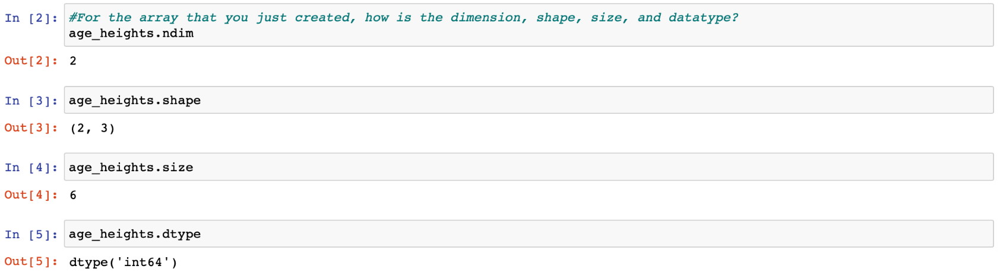 In [2]: #For the array that you just created, how is the dimension, shape, size, and datatype?
age_heights.ndim
Out[2]: 2
In [3]: age_heights.shape
Out[3]: (2, 3)
In [4]: age_heights.size
Out[4]: 6
In [5]: age_heights.dtype
Out[5]: dtype('int64')